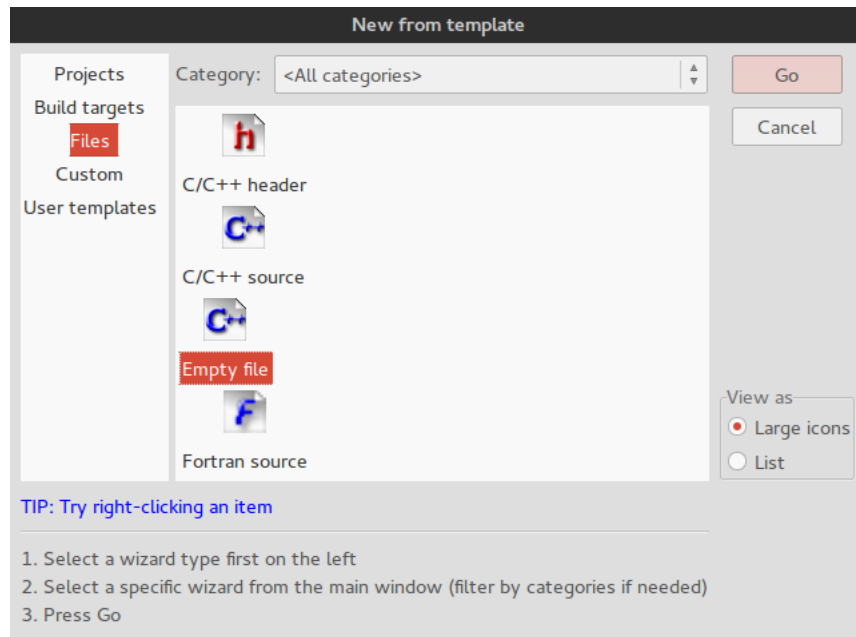 New from template
Projects
Build targets
Files
Custom
User templates
Category: <All categories>
h
C/C++ header
C++
C/C++ source
C++
Empty file
F
Fortran source
Go
Cancel
View as
Large icons
List
TIP: Try right-clicking an item
1. Select a wizard type first on the left
2. Select a specific wizard from the main window (filter by categories if needed)
3. Press Go